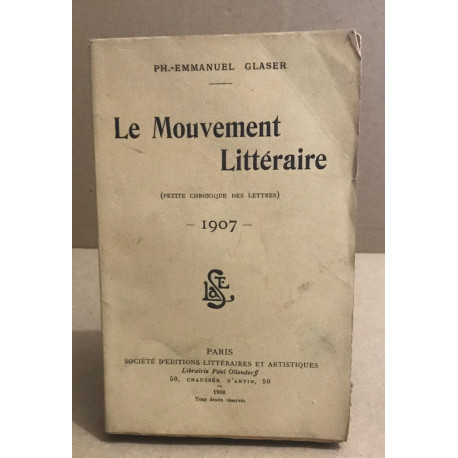 PH.-EMMANUEL GLASER
Le Mouvement
Littéraire
(PETITE CHRONIQUE DES LETTRES)
— 1907 —
PARIS
SOCIÉTÉ D'ÉDITIONS LITTÉRAIRES ET ARTISTIQUES
Librairie Paul Ollendorff
50, CHAUSSÉE D'ANTIN, 50
1908
Tous droits réservés.